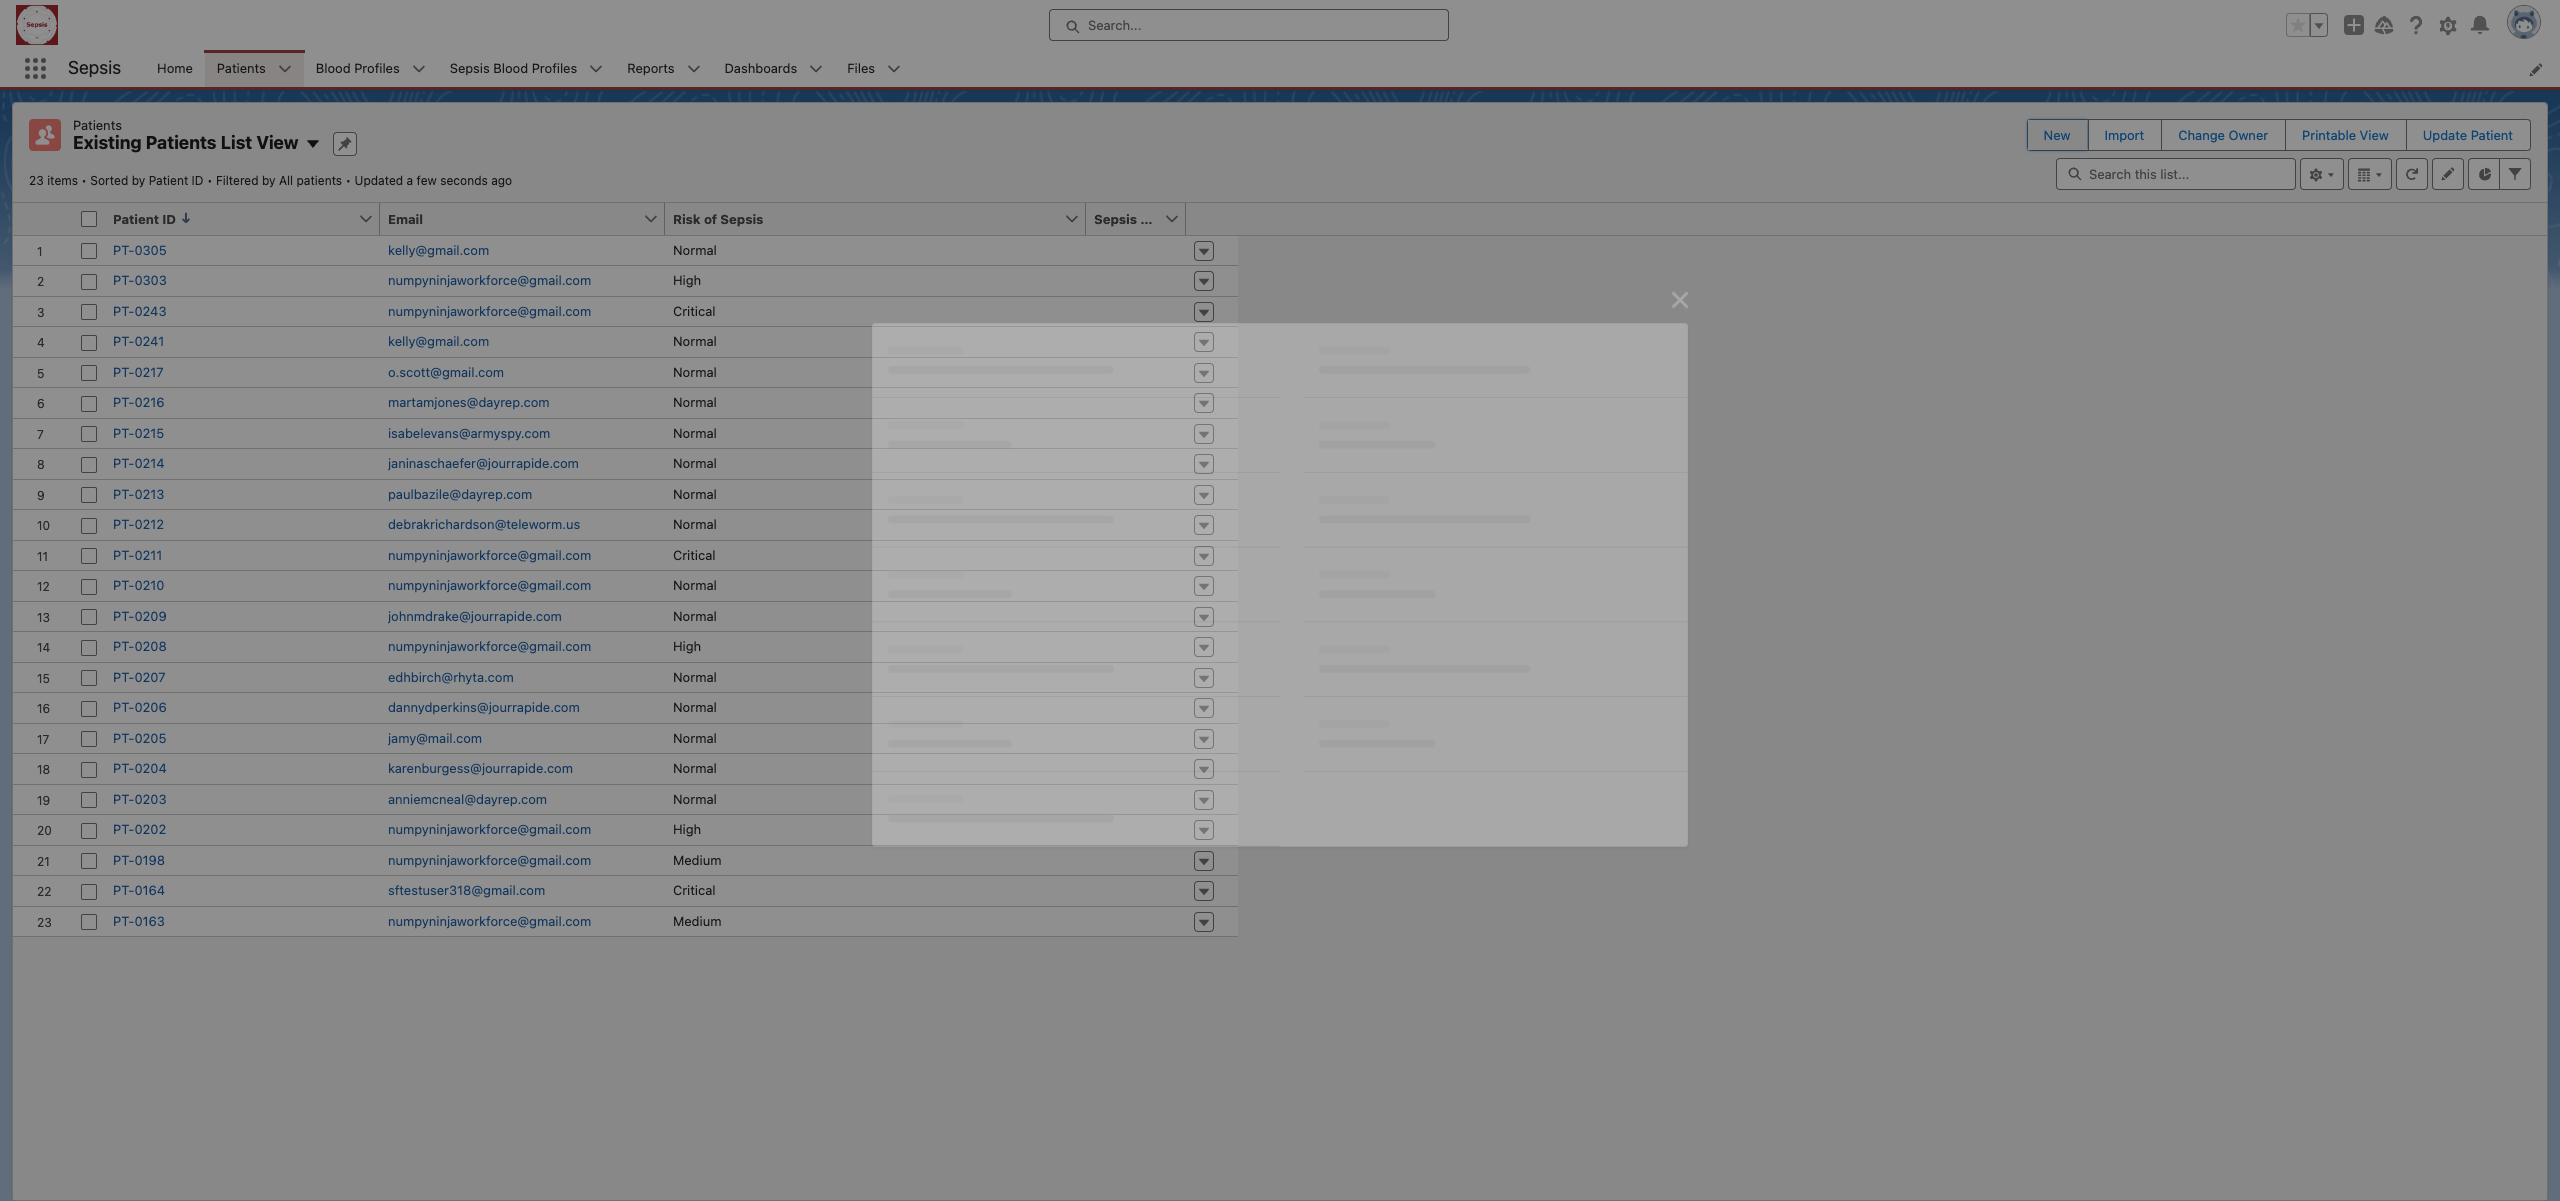 Sepsis
Search...
Sepsis
Home
Patients
Blood Profiles
Sepsis Blood Profiles
Reports
Dashboards
Files
Patients
Existing Patients List View
New
Import
Change Owner
Printable View
Update Patient
23 items • Sorted by Patient ID • Filtered by All patients • Updated a few seconds ago
Search this list...
Patient ID Email Risk of Sepsis Sepsis ...
1 PT-0305 kelly@gmail.com Normal
2 PT-0303 numpyninjaworkforce@gmail.com High
3 PT-0243 numpyninjaworkforce@gmail.com Critical
4 PT-0241 kelly@gmail.com Normal
5 PT-0217 o.scott@gmail.com Normal
6 PT-0216 martamjones@dayrep.com Normal
7 PT-0215 isabelevans@armyspy.com Normal
8 PT-0214 janinaschaefer@jourrapide.com Normal
9 PT-0213 paulbazile@dayrep.com Normal
10 PT-0212 debrakrichardson@teleworm.us Normal
11 PT-0211 numpyninjaworkforce@gmail.com Critical
12 PT-0210 numpyninjaworkforce@gmail.com Normal
13 PT-0209 johnmdrake@jourrapide.com Normal
14 PT-0208 numpyninjaworkforce@gmail.com High
15 PT-0207 edhbirch@rhyta.com Normal
16 PT-0206 dannydperkins@jourrapide.com Normal
17 PT-0205 jamy@mail.com Normal
18 PT-0204 karenburgess@jourrapide.com Normal
19 PT-0203 anniemcneal@dayrep.com Normal
20 PT-0202 numpyninjaworkforce@gmail.com High
21 PT-0198 numpyninjaworkforce@gmail.com Medium
22 PT-0164 sftestuser318@gmail.com Critical
23 PT-0163 numpyninjaworkforce@gmail.com Medium